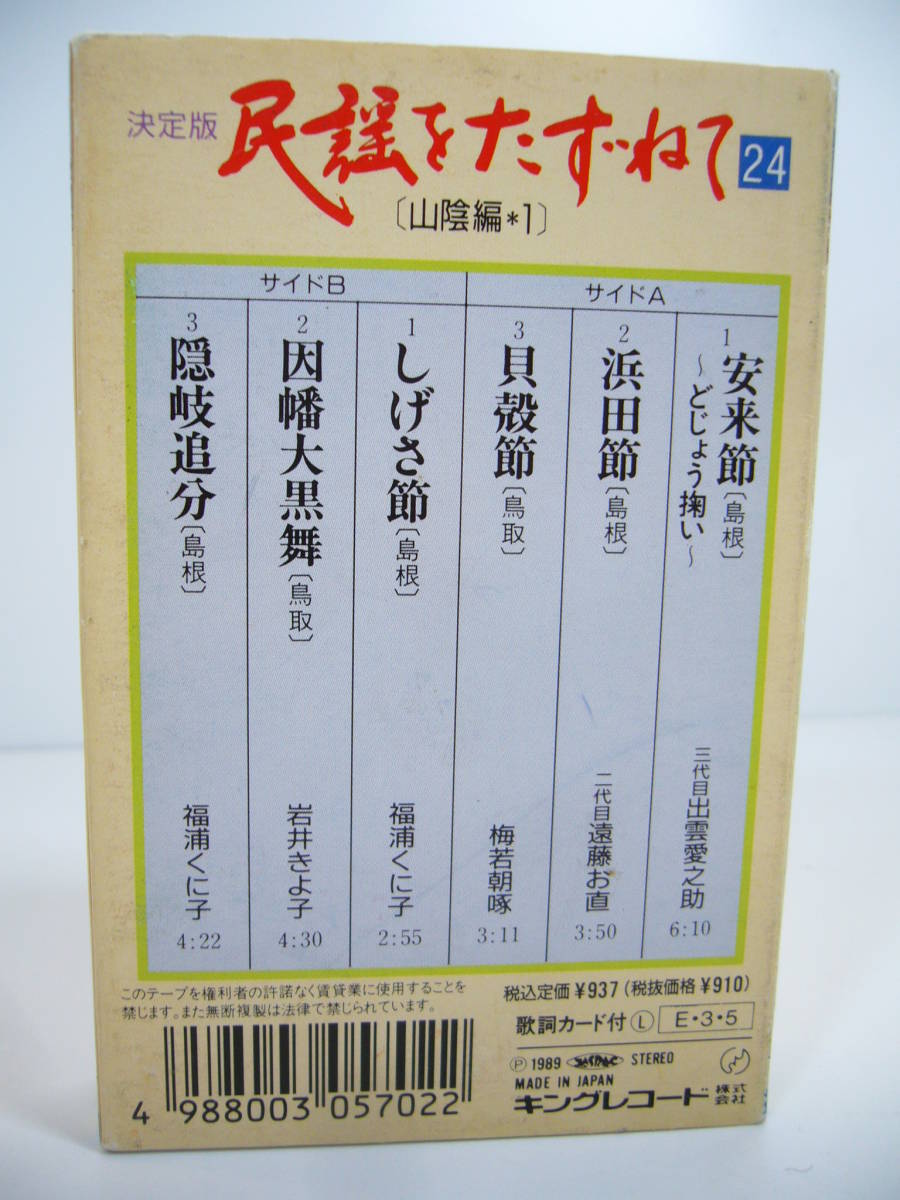 決定版 民謡をたずねて 24
〔山陰編*1〕
サイドA
1 安来節〔島根〕
~どじょう掬い~
三代目出雲愛之助 6:10
2 浜田節〔島根〕 二代目遠藤お直 3:50
3 貝殻節〔鳥取〕 梅若朝啄 3:11
サイドB
1 しげさ節〔島根〕 福浦くに子 2:55
2 因幡大黒舞〔鳥取〕 岩井きよ子 4:30
3 隠岐追分〔島根〕 福浦くに子 4:22
このテープを権利者の許諾なく賃貸業に使用することを
禁じます。また無断複製は法律で禁じられています。
税込定価¥937(税抜価格¥910)
歌詞カード付 Ⓛ E・3・5
Ⓟ 1989 JASRAC STEREO
MADE IN JAPAN
キングレコード 株式会社
4 988003 057022